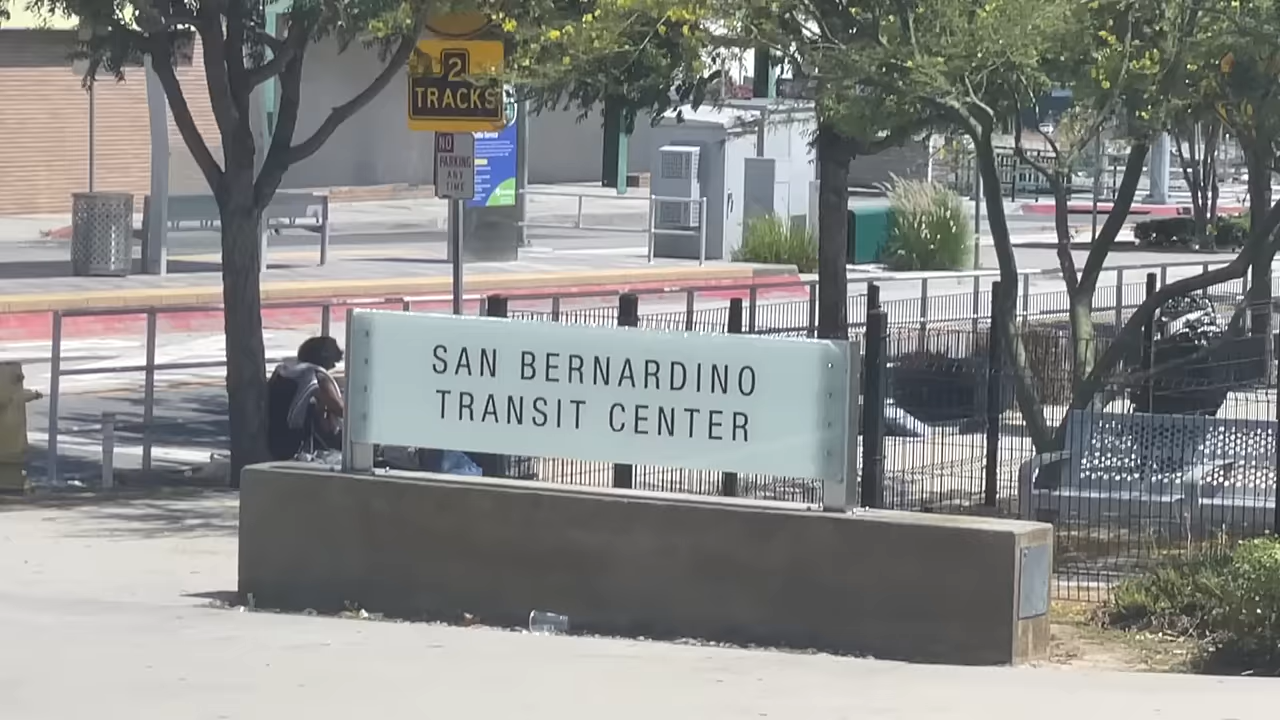 2
TRACKS
NO
PARKING
ANY
TIME
SAN BERNARDINO
TRANSIT CENTER